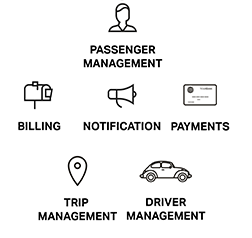 PASSENGER
MANAGEMENT
BILLING
NOTIFICATION
PAYMENTS
TRIP
MANAGEMENT
DRIVER
MANAGEMENT